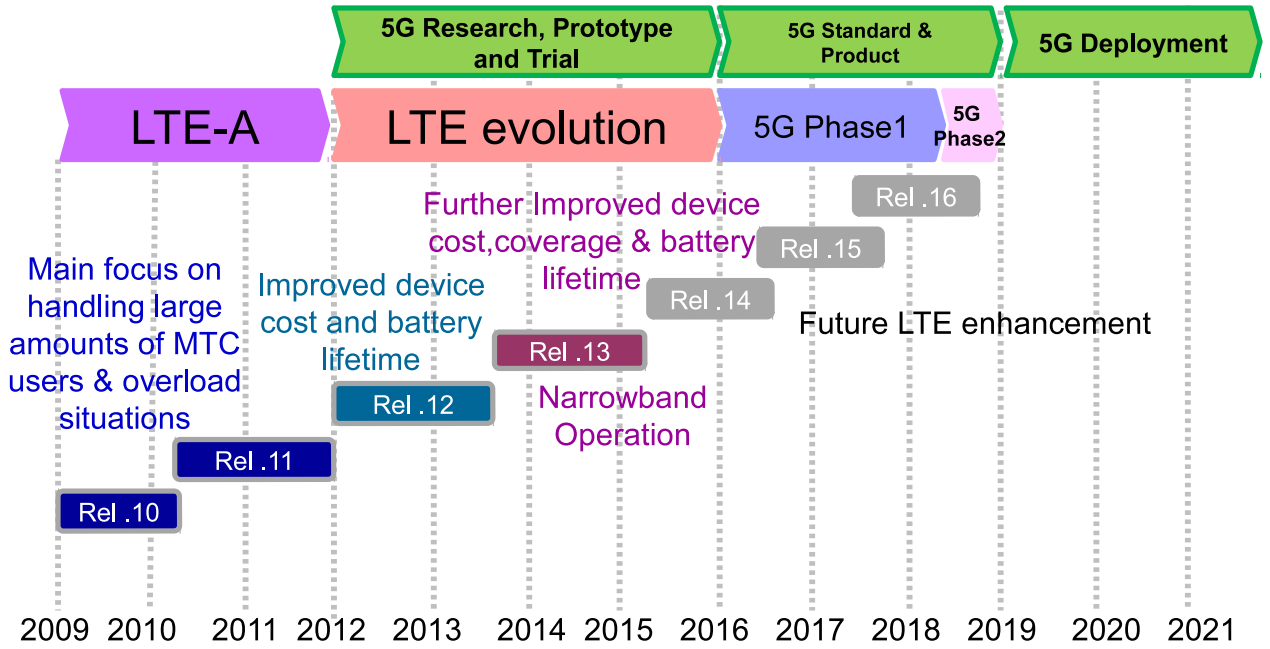 5G Research, Prototype
and Trial
5G Standard &
Product
5G Deployment
LTE-A
LTE evolution
5G Phase1
5G
Phase2
Rel .16
Further Improved device
cost,coverage & battery
lifetime
Rel .15
Main focus on
handling large
amounts of MTC
users & overload
situations
Improved device
cost and battery
lifetime
Rel .14
Future LTE enhancement
Rel .13
Narrowband
Operation
Rel .12
Rel .11
Rel .10
2009 2010 2011 2012 2013 2014 2015 2016 2017 2018 2019 2020 2021